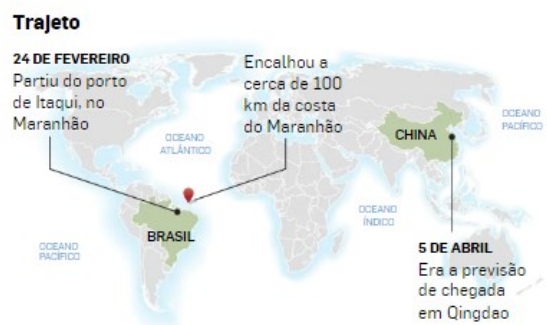 Trajeto
24 DE FEVEREIRO
Partiu do porto
de Itaqui, no
Maranhão
Encalhou a
cerca de 100
km da costa
do Maranhão
OCEANO
ATLÂNTICO
CHINA
OCEANO
PACÍFICO
OCEANO
ÍNDICO
BRASIL
OCEANO
PACÍFICO
5 DE ABRIL
Era a previsão
de chegada
em Qingdao